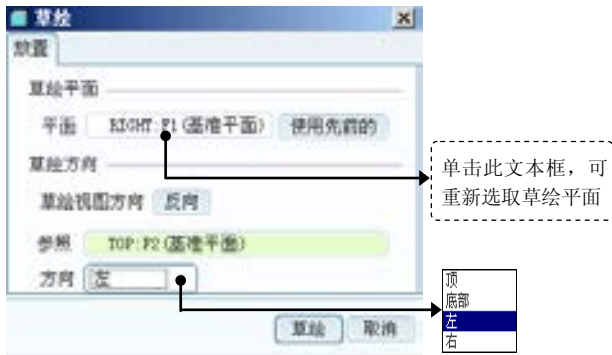 草绘
放置
草绘平面
平面 RIGHT:F1(基准平面) 使用先前的
草绘方向
草绘视图方向 反向
参照 TOP:F2(基准平面)
方向 左
草绘 取消
单击此文本框，可
重新选取草绘平面
顶
底部
左
右